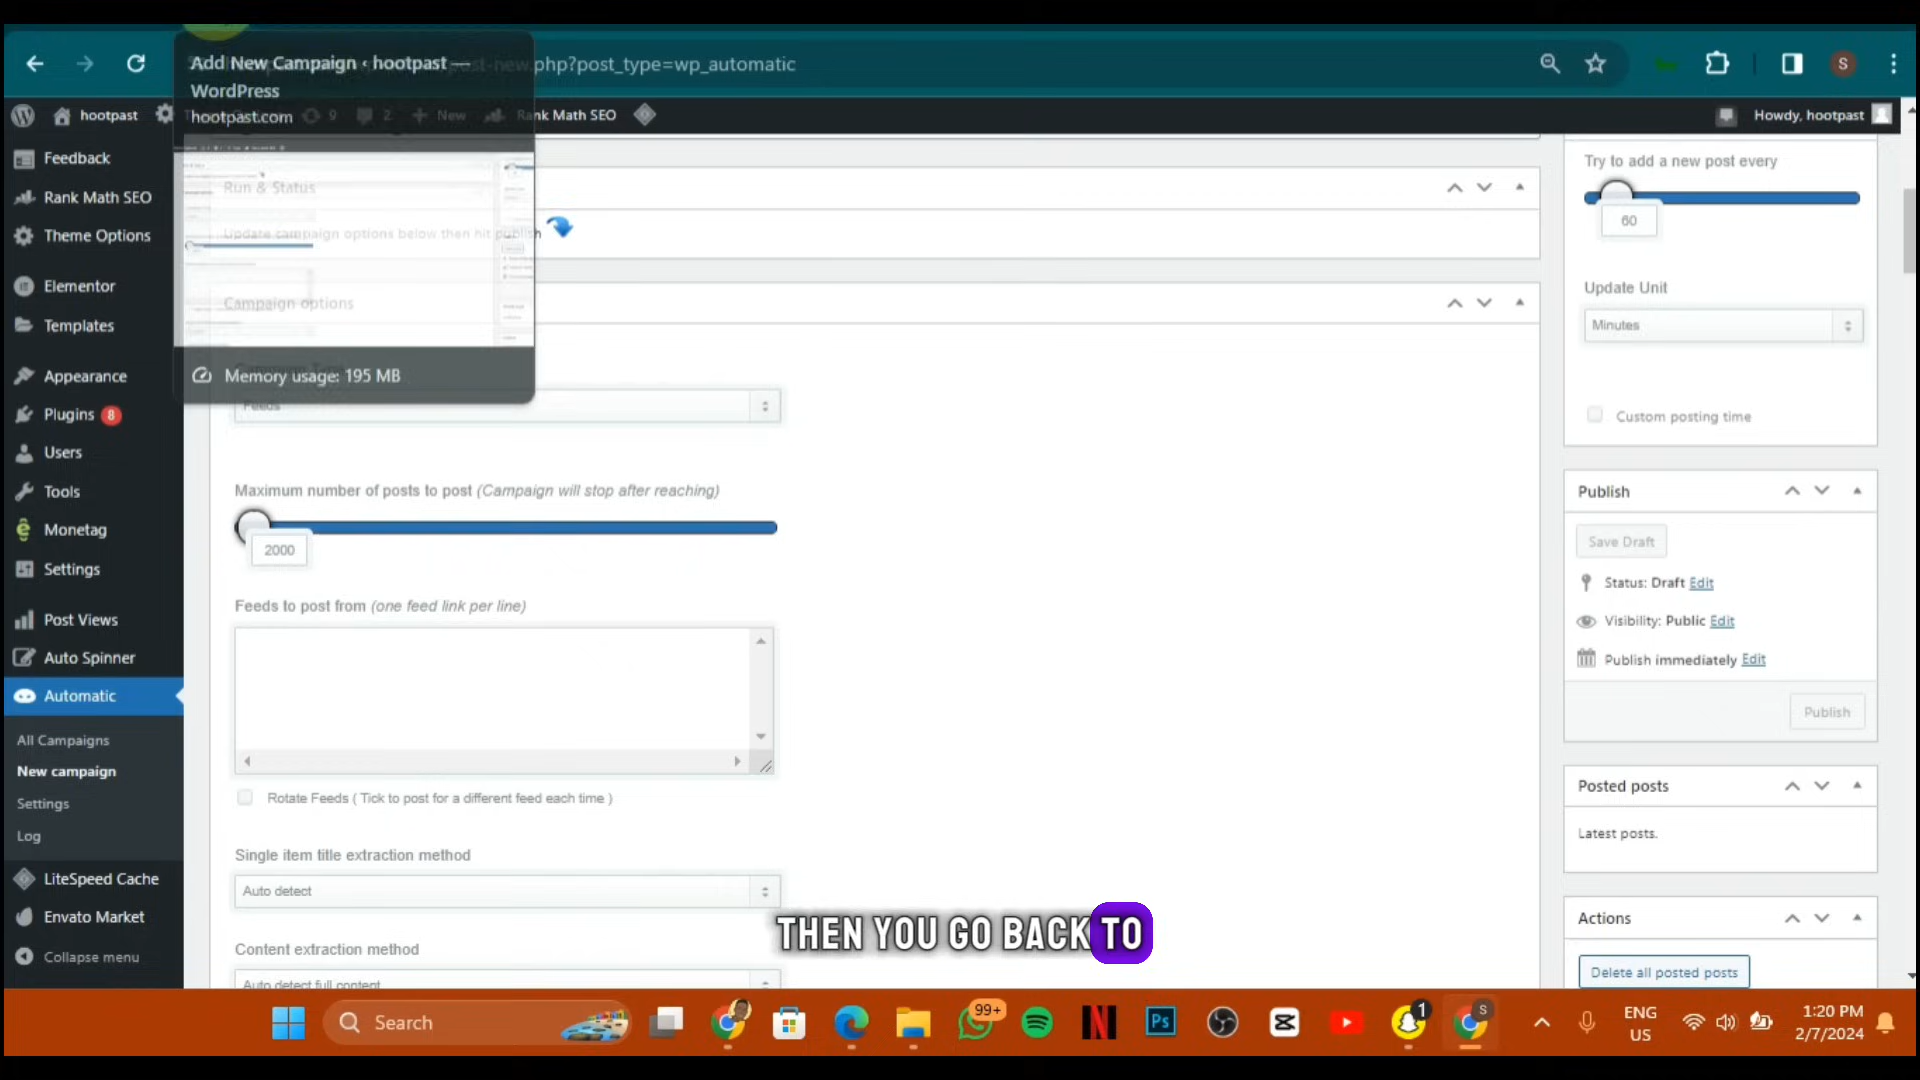 Add New Campaign ‹ hootpast —
WordPress
hootpast.com
.php?post_type=wp_automatic
S
hootpast
9
2
New
Rank Math SEO
Howdy, hootpast
Feedback
Rank Math SEO
Theme Options
Elementor
Templates
Appearance
Plugins 8
Users
Tools
Monetag
Settings
Post Views
Auto Spinner
Automatic
All Campaigns
New campaign
Settings
Log
LiteSpeed Cache
Envato Market
Collapse menu
Run & Status
Update campaign options below then hit publish
Campaign options
Memory usage: 195 MB
Feeds
Maximum number of posts to post (Campaign will stop after reaching)
2000
Feeds to post from (one feed link per line)
Rotate Feeds ( Tick to post for a different feed each time )
Single item title extraction method
Auto detect
Content extraction method
Auto detect full content
Try to add a new post every
60
Update Unit
Minutes
Custom posting time
Publish
Save Draft
Status: Draft Edit
Visibility: Public Edit
Publish immediately Edit
Publish
Posted posts
Latest posts.
Actions
Delete all posted posts
THEN YOU GO BACK TO
Search
99+
Ps
1
S
ENG
US
1:20 PM
2/7/2024